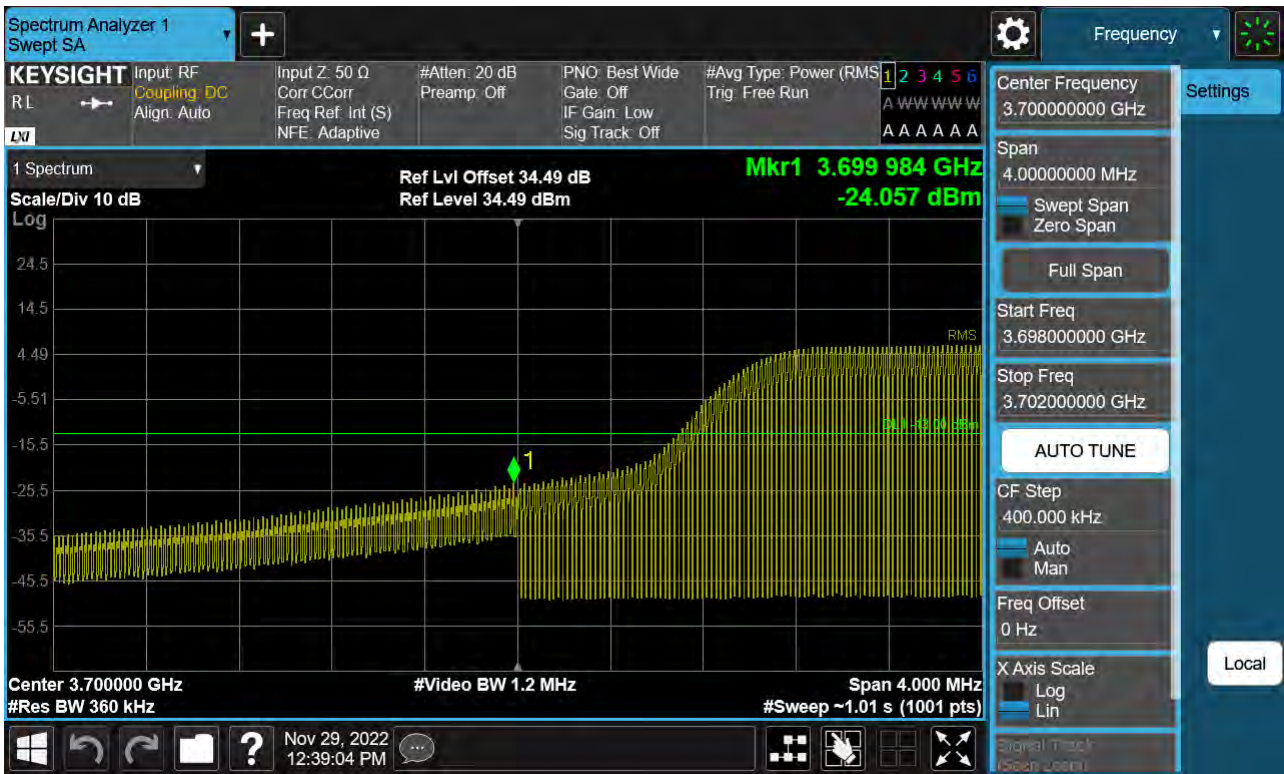 Spectrum Analyzer 1
Swept SA
Frequency
KEYSIGHT
R L
LXI
Input: RF
Coupling: DC
Align: Auto
Input Z: 50 Ω
Corr CCorr
Freq Ref: Int (S)
NFE: Adaptive
#Atten: 20 dB
Preamp: Off
PNO: Best Wide
Gate: Off
IF Gain: Low
Sig Track: Off
#Avg Type: Power (RMS
Trig: Free Run
1 2 3 4 5 6
A W W W W W
A A A A A A
1 Spectrum
Scale/Div 10 dB
Log
Ref Lvl Offset 34.49 dB
Ref Level 34.49 dBm
Mkr1 3.699 984 GHz
-24.057 dBm
24.5
14.5
4.49
-5.51
-15.5
-25.5
-35.5
-45.5
-55.5
RMS
DL1 -13.00 dBm
1
Center 3.700000 GHz
#Res BW 360 kHz
#Video BW 1.2 MHz
Span 4.000 MHz
#Sweep ~1.01 s (1001 pts)
Center Frequency
3.700000000 GHz
Span
4.00000000 MHz
Swept Span
Zero Span
Full Span
Start Freq
3.698000000 GHz
Stop Freq
3.702000000 GHz
AUTO TUNE
CF Step
400.000 kHz
Auto
Man
Freq Offset
0 Hz
X Axis Scale
Log
Lin
Signal Track
(Span Zoom)
Settings
Local
?
Nov 29, 2022
12:39:04 PM